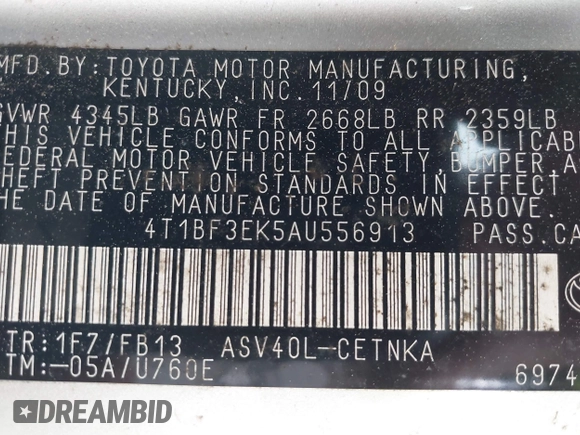 MFD. BY: TOYOTA MOTOR MANUFACTURING,
KENTUCKY, INC. 11/09
GVWR 4345LB GAWR FR 2668LB RR 2359LB
THIS VEHICLE CONFORMS TO ALL APPLICAB
FEDERAL MOTOR VEHICLE SAFETY, BUMPER, A
THEFT PREVENTION STANDARDS IN EFFECT
THE DATE OF MANUFACTURE SHOWN ABOVE.
4T1BF3EK5AU556913 PASS. CA
TR: 1F7/FB13 ASV40L-CETNKA
TM: -05A/U760E 6974
DREAMBID